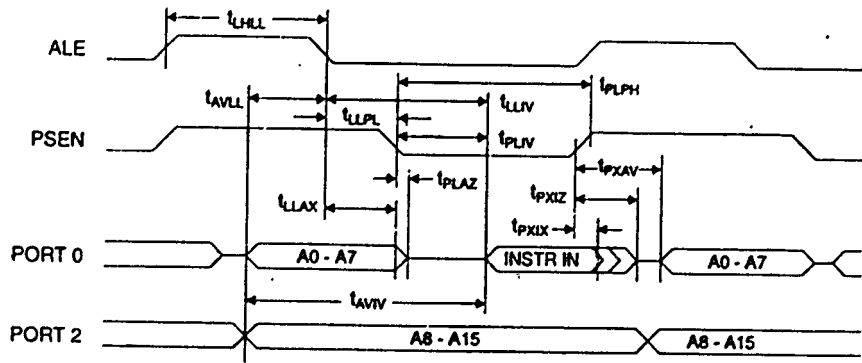 tLHLL
ALE
tPLPH
tAVLL
tLLIV
tLLPL
PSEN
tPLIV
tPLAZ
tPXAV
tLLAX
tPXIZ
tPXIX
PORT 0
A0 - A7
INSTR IN
A0 - A7
tAVIV
PORT 2
A8 - A15
A8 - A15